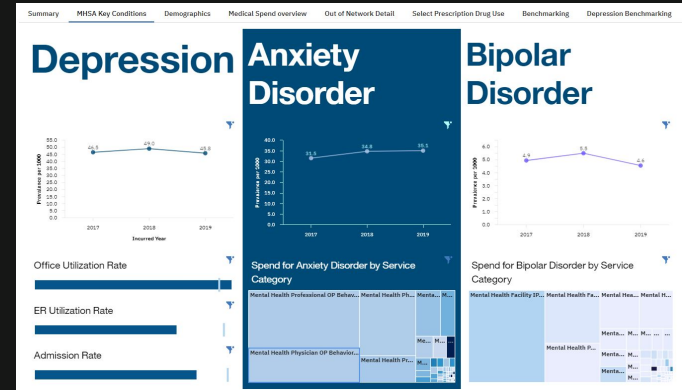 Summary
MHSA Key Conditions
Demographics
Medical Spend overview
Out of Network Detail
Select Prescription Drug Use
Benchmarking
Depression Benchmarking
Depression
55.0
50.0
45.0
40.0
35.0
30.0
25.0
20.0
15.0
10.0
5.0
0.0
Prevalence per 1000
46.5
49.0
45.8
2017
2018
2019
Incurred Year
Office Utilization Rate
ER Utilization Rate
Admission Rate
Anxiety
Disorder
40.0
35.0
30.0
25.0
20.0
15.0
10.0
5.0
0.0
Prevalence per 1000
31.5
34.8
35.1
2017
2018
2019
Spend for Anxiety Disorder by Service
Category
Mental Health Professional OP Behav...
Mental Health Ph...
Menta...
M...
Me...
M...
Mental Health Physician OP Behavior...
Mental Health Pr...
M...
Bipolar
Disorder
6.0
5.0
4.0
3.0
2.0
1.0
0.0
Prevalence per 1000
4.9
5.5
4.6
2017
2018
2019
Spend for Bipolar Disorder by Service
Category
Mental Health Facility IP...
Mental Health Fa...
Mental Hea...
Mental H...
Menta...
M...
M...
...
Mental Health P...
Menta...
M...
Menta...
M...
M...